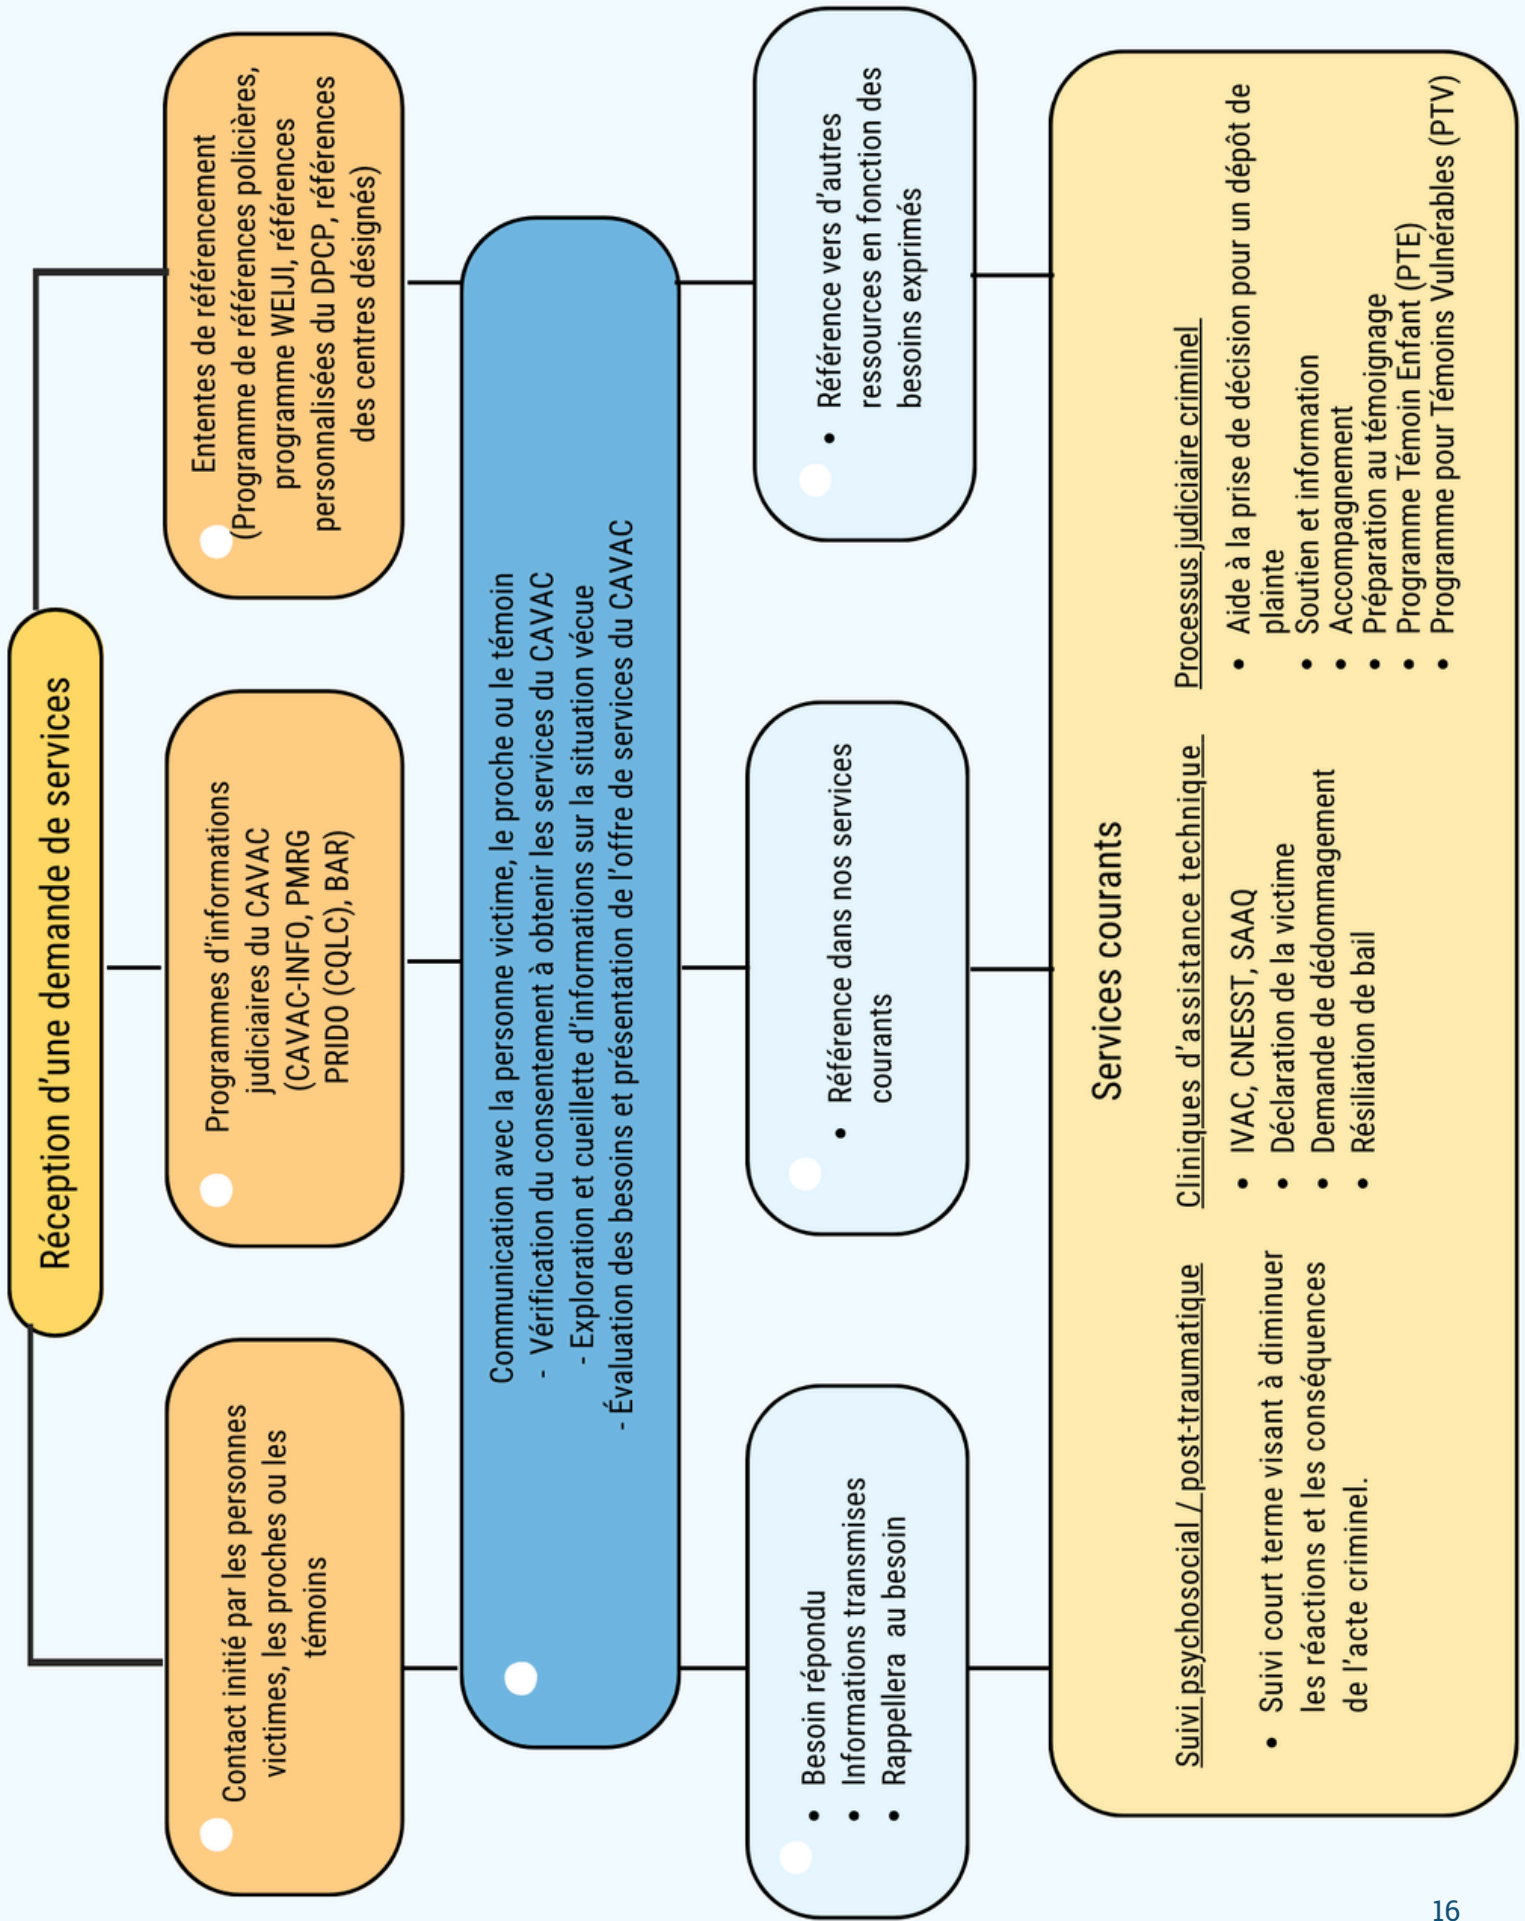 Réception d'une demande de services
Contact initié par les personnes
victimes, les proches ou les
témoins
Programmes d'informations
judiciaires du CAVAC
(CAVAC-INFO, PMRG
PRIDO (CQLC), BAR)
Ententes de référencement
(Programme de références policières,
programme WEIJI, références
personnalisées du DPCP, références
des centres désignés)
Communication avec la personne victime, le proche ou le témoin
- Vérification du consentement à obtenir les services du CAVAC
- Exploration et cueillette d'informations sur la situation vécue
- Évaluation des besoins et présentation de l'offre de services du CAVAC
• Besoin répondu
• Informations transmises
• Rappellera au besoin
• Référence dans nos services
courants
• Référence vers d'autres
ressources en fonction des
besoins exprimés
Services courants
Suivi psychosocial / post-traumatique
• Suivi court terme visant à diminuer
les réactions et les conséquences
de l'acte criminel.
Cliniques d'assistance technique
• IVAC, CNESST, SAAQ
• Déclaration de la victime
• Demande de dédommagement
• Résiliation de bail
Processus judiciaire criminel
• Aide à la prise de décision pour un dépôt de
plainte
• Soutien et information
• Accompagnement
• Préparation au témoignage
• Programme Témoin Enfant (PTE)
• Programme pour Témoins Vulnérables (PTV)
16